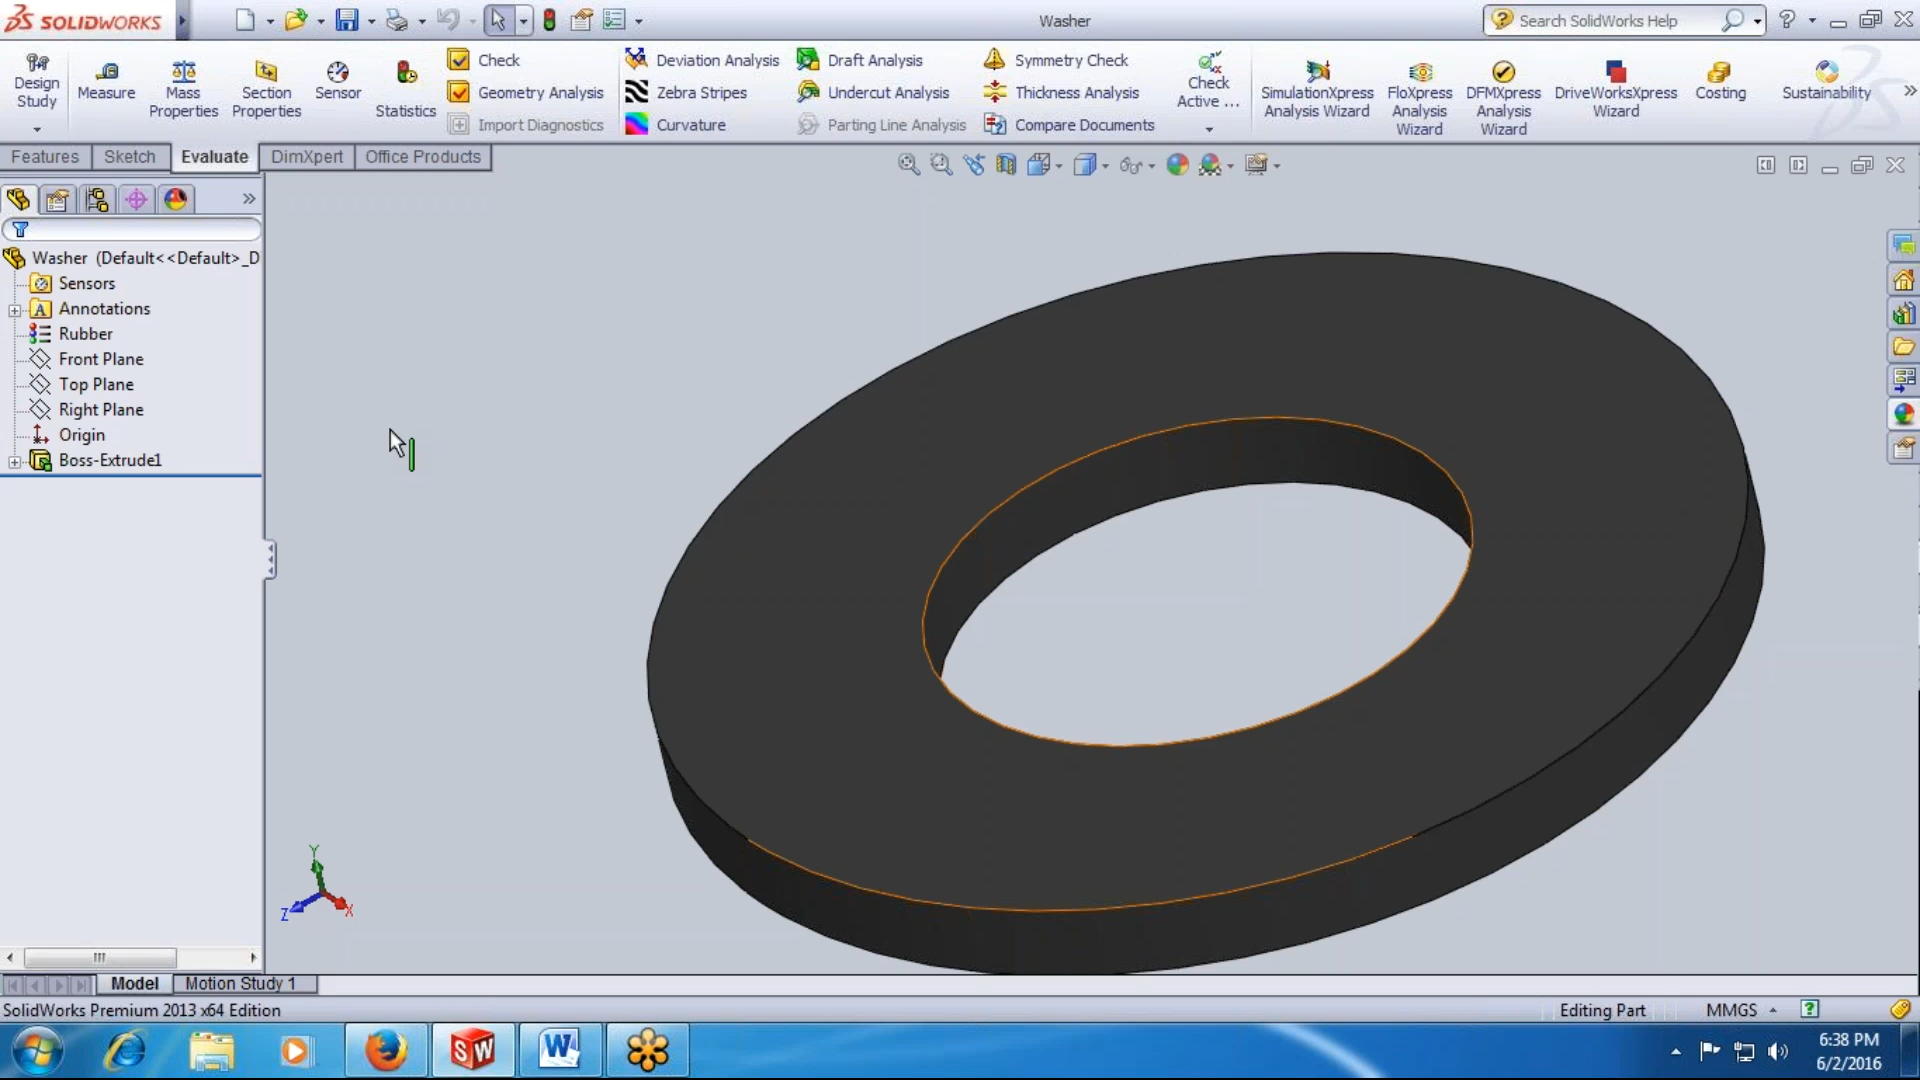 SOLIDWORKS
Washer
Search SolidWorks Help
Design Study
Measure
Mass Properties
Section Properties
Sensor
Statistics
Check
Geometry Analysis
Import Diagnostics
Deviation Analysis
Zebra Stripes
Curvature
Draft Analysis
Undercut Analysis
Parting Line Analysis
Symmetry Check
Thickness Analysis
Compare Documents
Check Active ...
SimulationXpress Analysis Wizard
FloXpress Analysis Wizard
DFMXpress Analysis Wizard
DriveWorksXpress Wizard
Costing
Sustainability
Features
Sketch
Evaluate
DimXpert
Office Products
Washer (Default<<Default>_D
Sensors
Annotations
Rubber
Front Plane
Top Plane
Right Plane
Origin
Boss-Extrude1
Y
Z
X
Model
Motion Study 1
SolidWorks Premium 2013 x64 Edition
Editing Part
MMGS
6:38 PM
6/2/2016